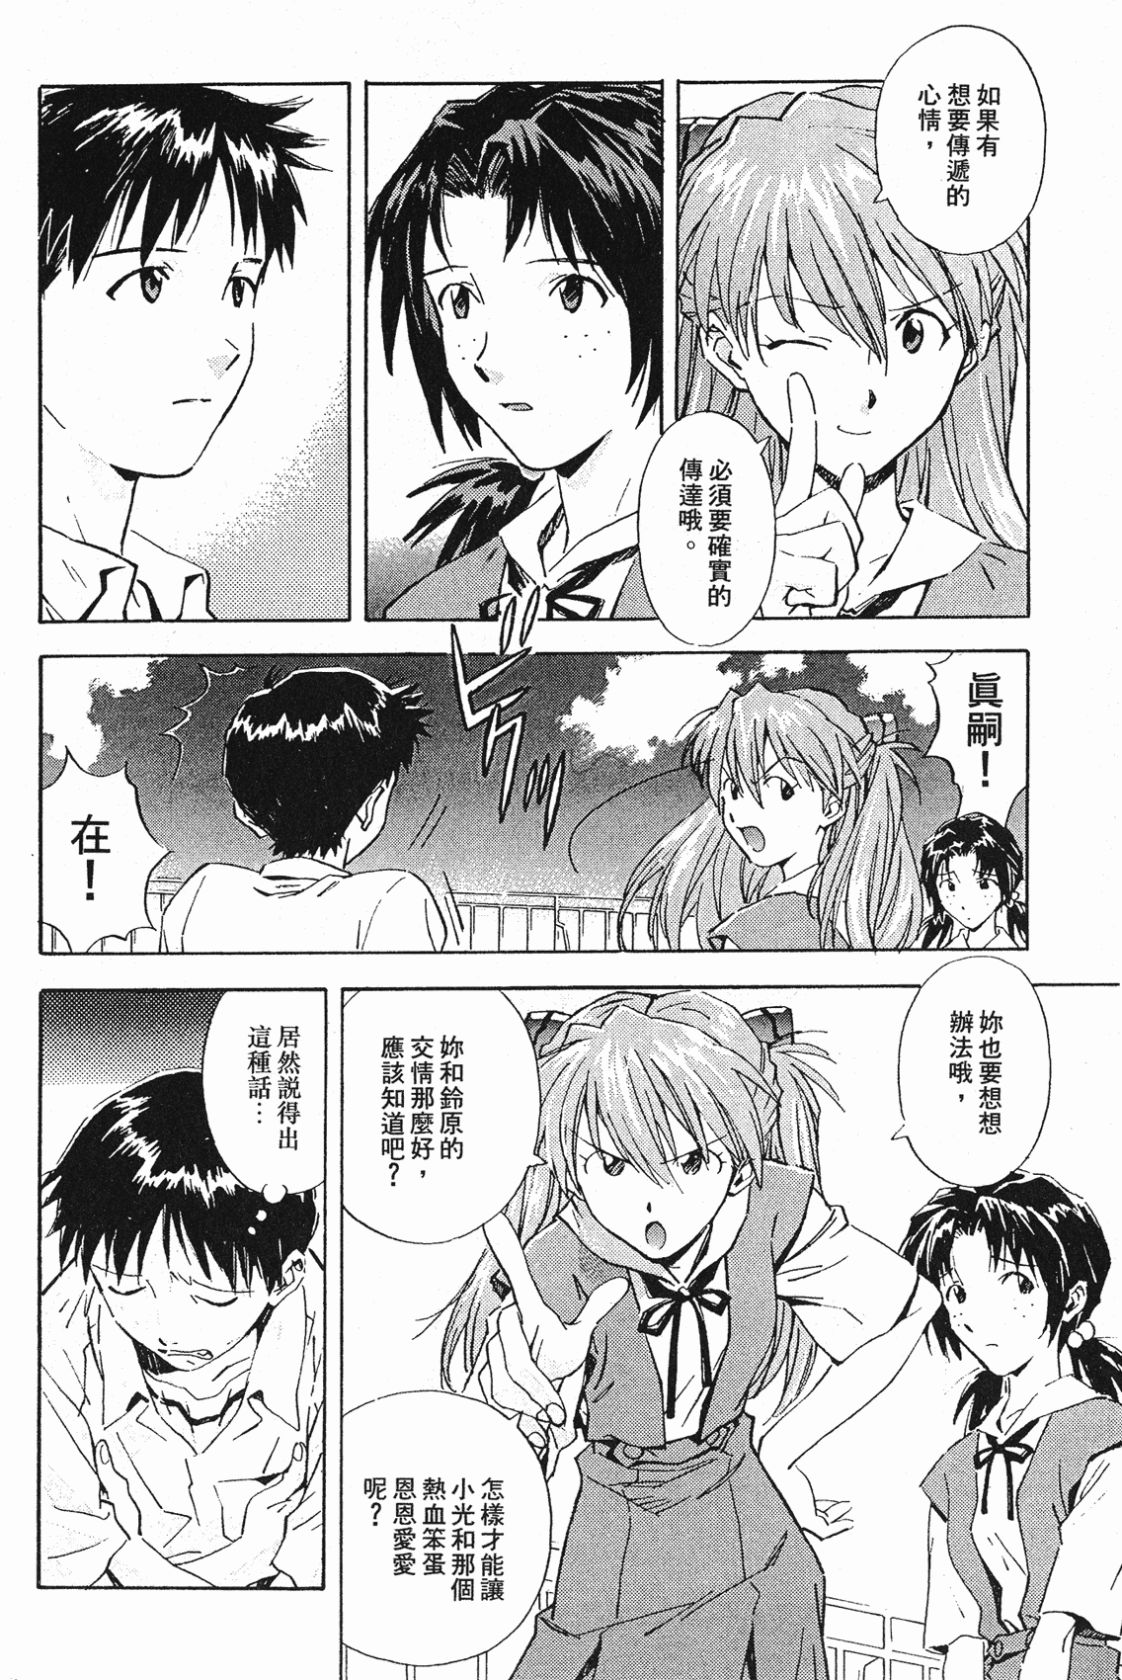 如果有
想要傳遞的
心情，
必須要確實的
傳達哦。
ビクッ
眞嗣！
在！
妳也要想想
辦法哦，
妳和鈴原的
交情那麼好，
應該知道吧？
怎樣才能讓
小光和那個
熱血笨蛋
恩恩愛愛
呢？
居然説得出
這種話…